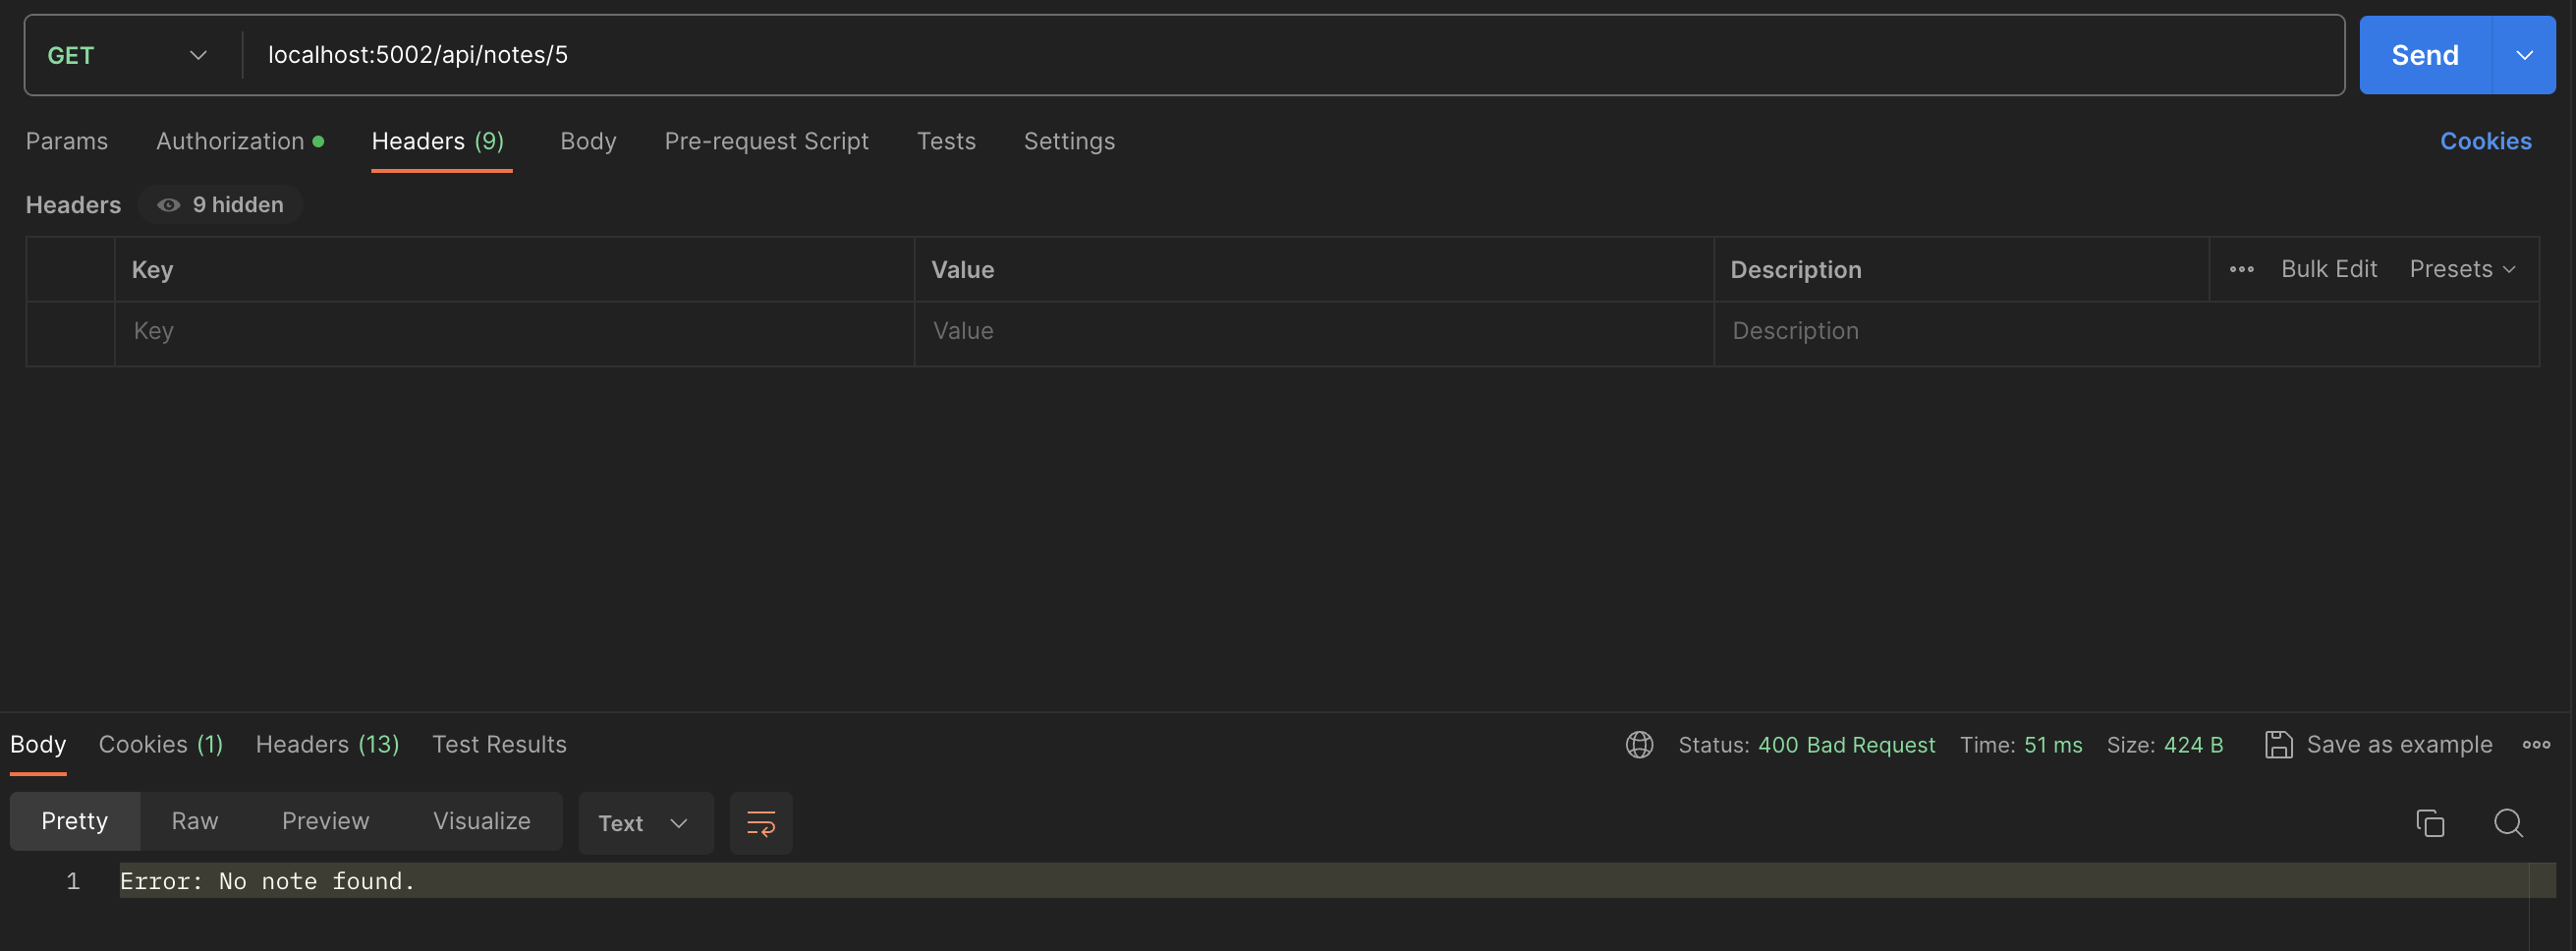 GET localhost:5002/api/notes/5 Send
Params Authorization Headers (9) Body Pre-request Script Tests Settings Cookies
Headers 9 hidden
Key Value Description Bulk Edit Presets
Key Value Description
Body Cookies (1) Headers (13) Test Results Status: 400 Bad Request Time: 51 ms Size: 424 B Save as example
Pretty Raw Preview Visualize Text
1 Error: No note found.